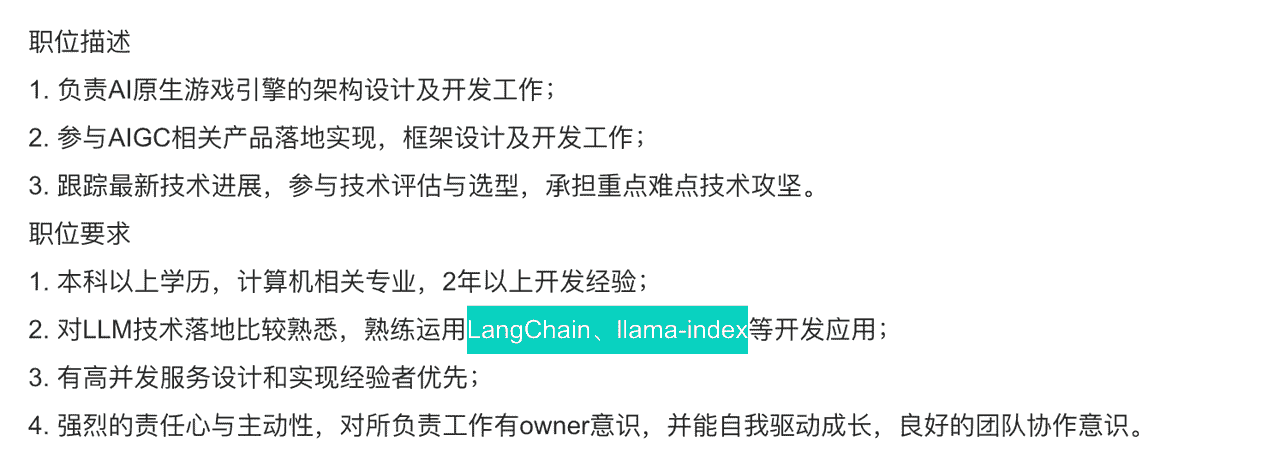 职位描述
1. 负责AI原生游戏引擎的架构设计及开发工作；
2. 参与AIGC相关产品落地实现，框架设计及开发工作；
3. 跟踪最新技术进展，参与技术评估与选型，承担重点难点技术攻坚。
职位要求
1. 本科以上学历，计算机相关专业，2年以上开发经验；
2. 对LLM技术落地比较熟悉，熟练运用LangChain、llama-index等开发应用；
3. 有高并发服务设计和实现经验者优先；
4. 强烈的责任心与主动性，对所负责工作有owner意识，并能自我驱动成长，良好的团队协作意识。